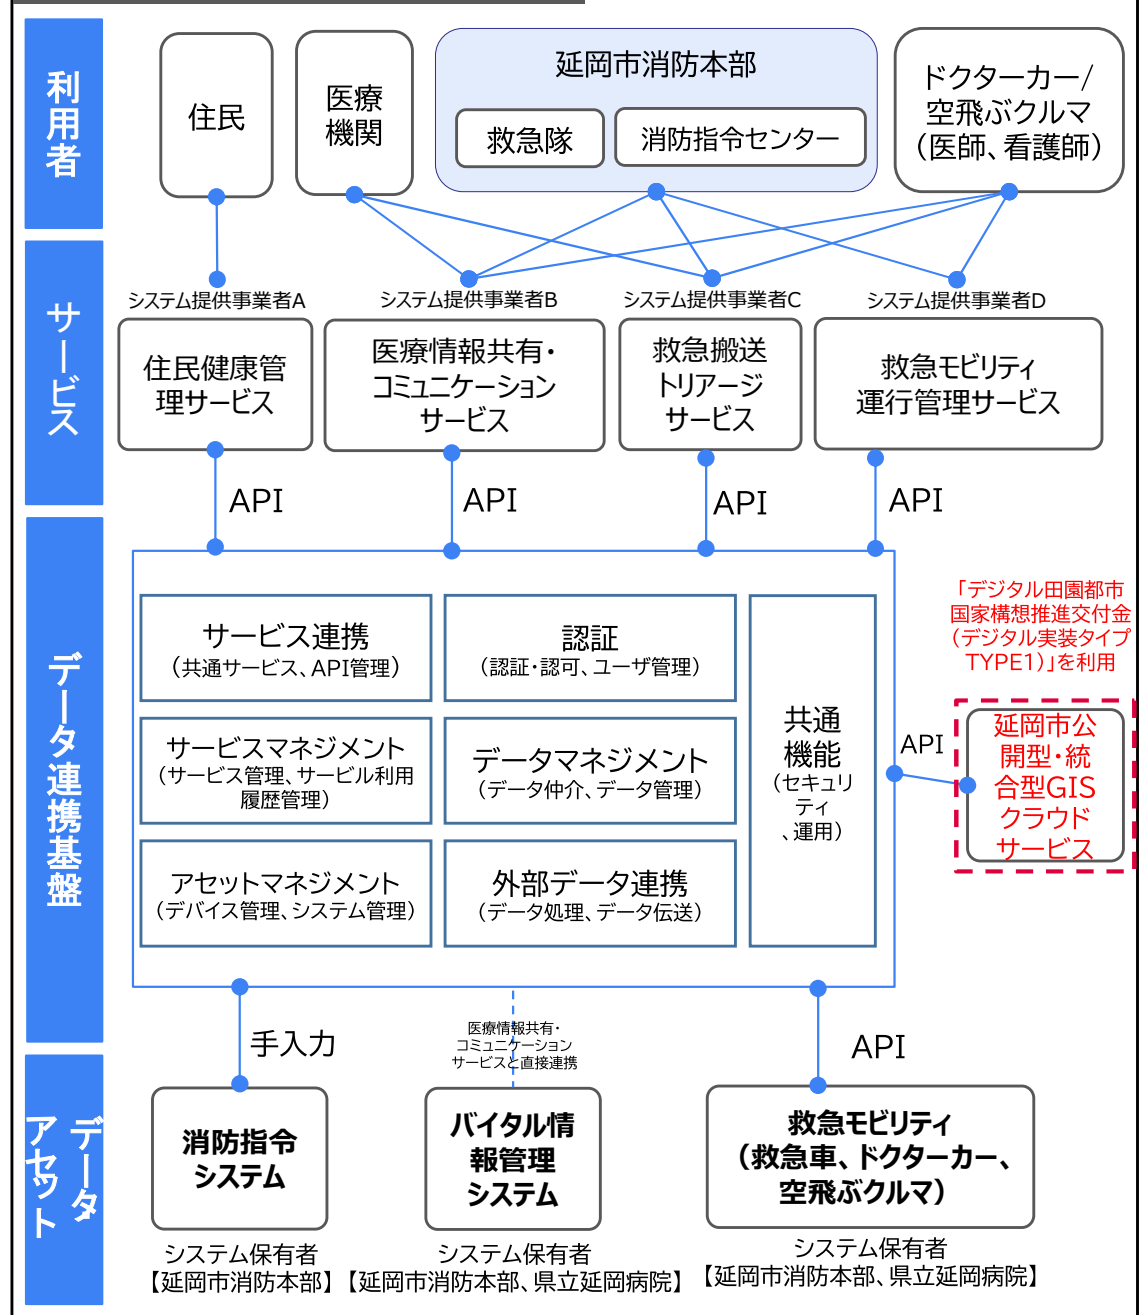 利用者
住民
医療
機関
延岡市消防本部
救急隊
消防指令センター
ドクターカー/
空飛ぶクルマ
（医師、看護師）
サービス
システム提供事業者A
システム提供事業者B
システム提供事業者C
システム提供事業者D
住民健康管
理サービス
医療情報共有・
コミュニケーション
サービス
救急搬送
トリアージ
サービス
救急モビリティ
運行管理サービス
API
API
API
API
データ連携基盤
サービス連携
（共通サービス、API管理）
認証
（認証・認可、ユーザ管理）
サービスマネジメント
（サービス管理、サービル利用
履歴管理）
データマネジメント
（データ仲介、データ管理）
アセットマネジメント
（デバイス管理、システム管理）
外部データ連携
（データ処理、データ伝送）
共通
機能
（セキュリ
ティ
、運用）
「デジタル田園都市
国家構想推進交付金
（デジタル実装タイプ
TYPE1）」を利用
API
延岡市公
開型・統
合型GIS
クラウド
サービス
手入力
医療情報共有・
コミュニケーション
サービスと直接連携
API
データ
アセット
消防指令
システム
バイタル情
報管理
システム
救急モビリティ
（救急車、ドクターカー、
空飛ぶクルマ）
システム保有者
【延岡市消防本部】
システム保有者
【延岡市消防本部、県立延岡病院】
システム保有者
【延岡市消防本部、県立延岡病院】